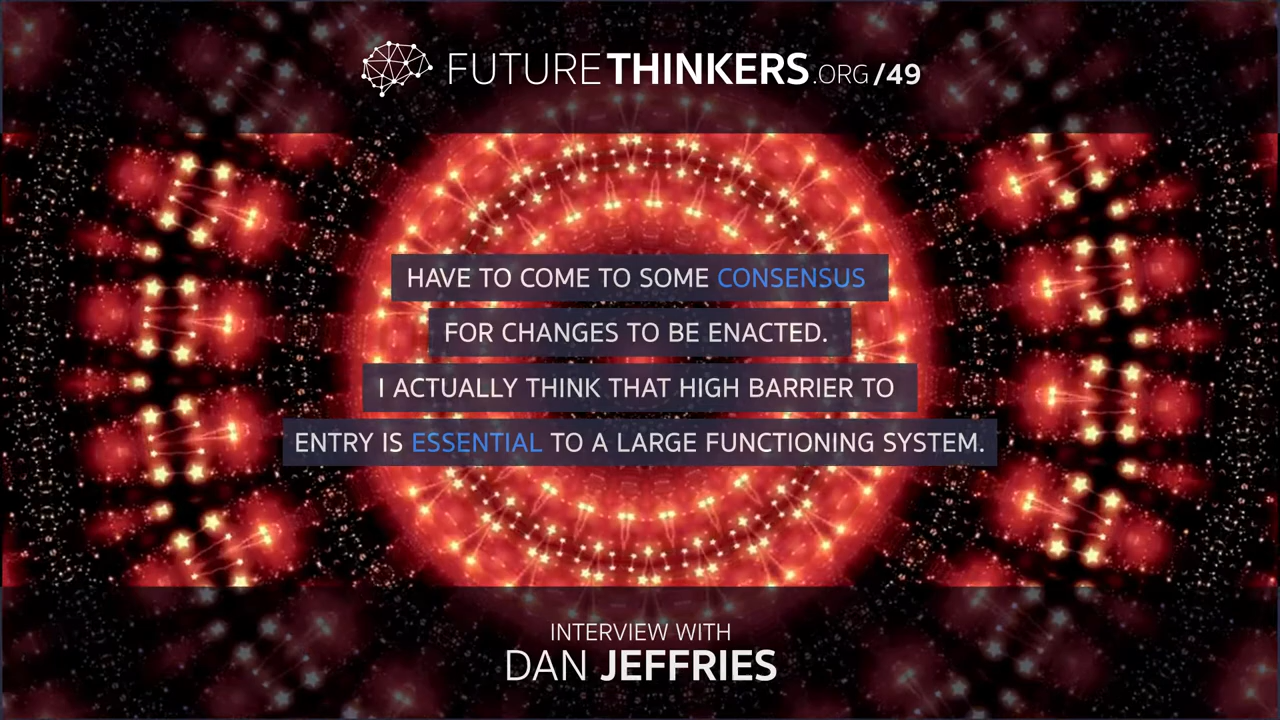 FUTURETHINKERS.ORG/49
HAVE TO COME TO SOME CONSENSUS
FOR CHANGES TO BE ENACTED.
I ACTUALLY THINK THAT HIGH BARRIER TO
ENTRY IS ESSENTIAL TO A LARGE FUNCTIONING SYSTEM.
INTERVIEW WITH
DAN JEFFRIES